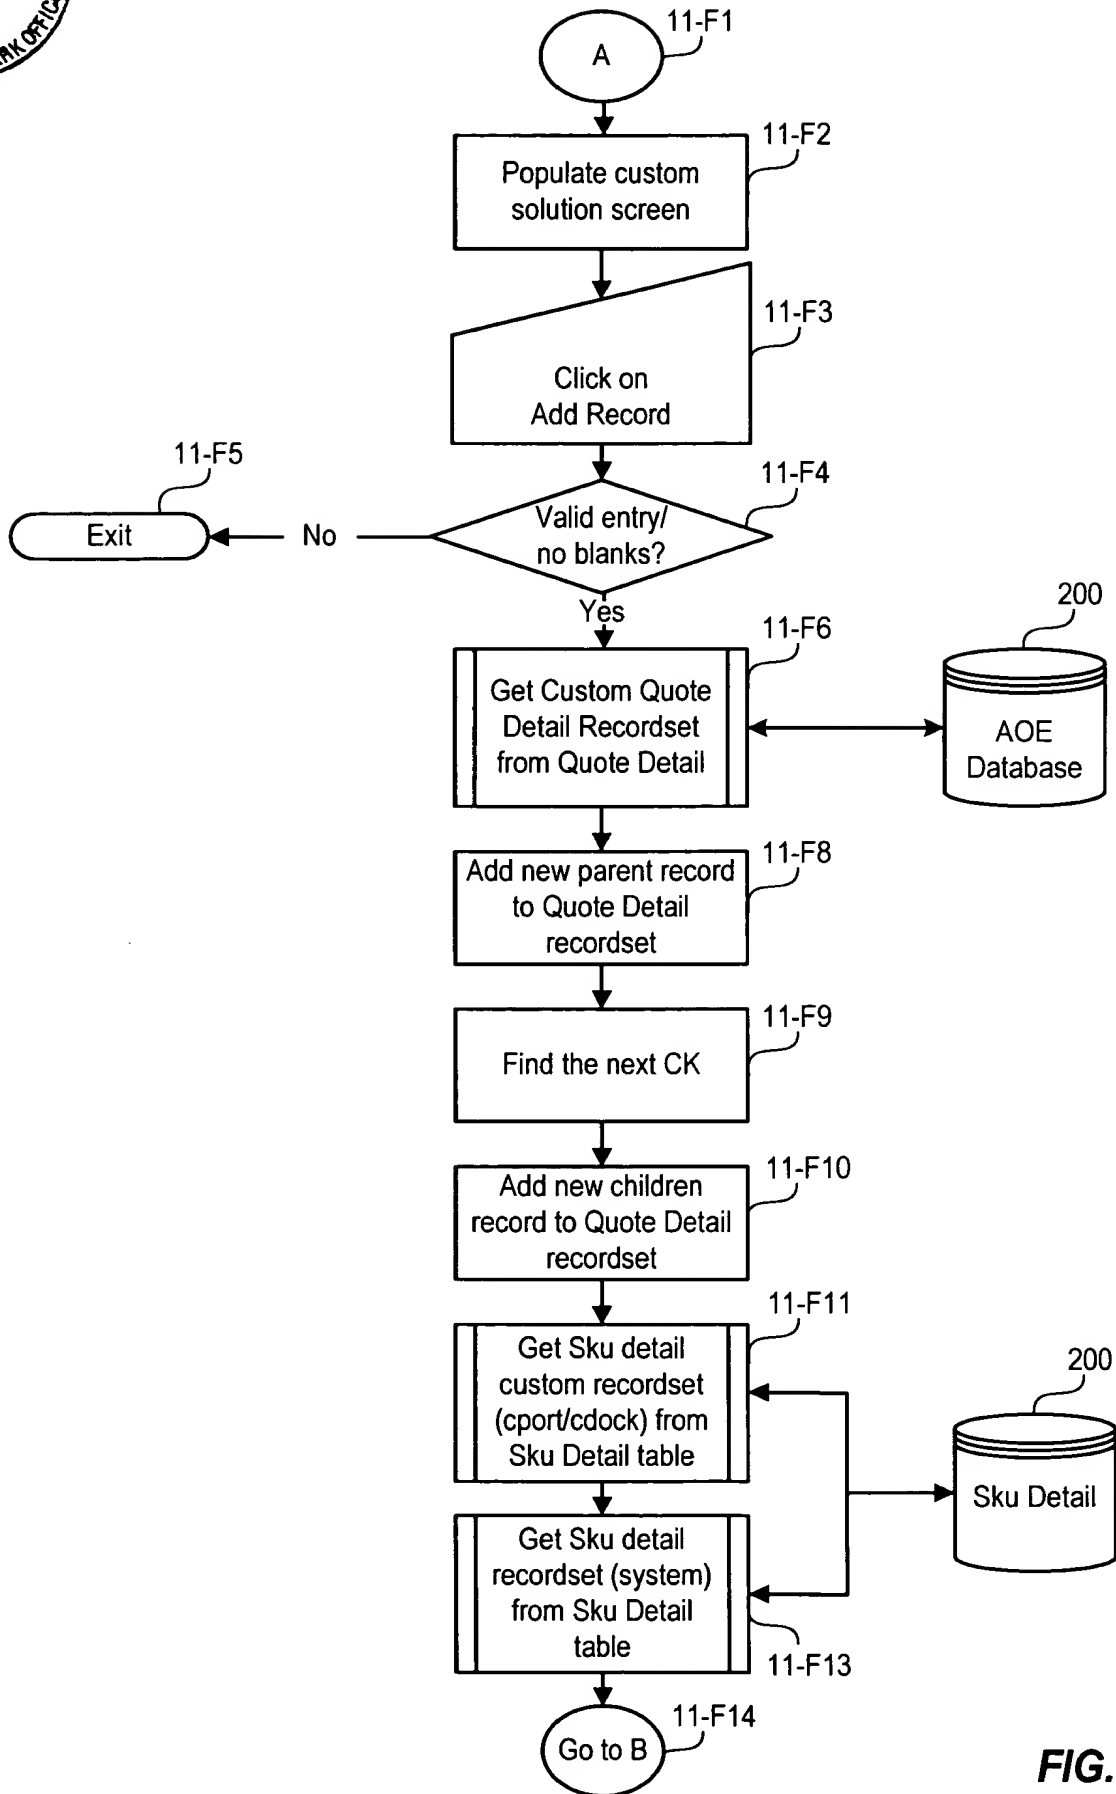 RK OFFICE
11-F1
A
11-F2
Populate custom
solution screen
11-F3
Click on
Add Record
11-F5
11-F4
Exit
No
Valid entry/
no blanks?
Yes
11-F6
200
Get Custom Quote
Detail Recordset
from Quote Detail
AOE
Database
11-F8
Add new parent record
to Quote Detail
recordset
11-F9
Find the next CK
11-F10
Add new children
record to Quote Detail
recordset
11-F11
Get Sku detail
custom recordset
(cport/cdock) from
Sku Detail table
200
Sku Detail
Get Sku detail
recordset (system)
from Sku Detail
table
11-F13
11-F14
Go to B
FIG.